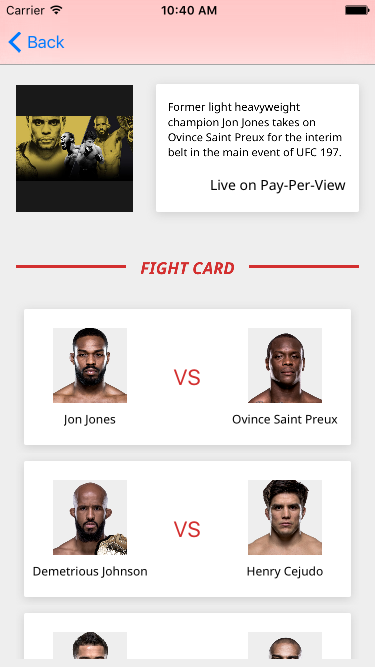 Carrier 10:40 AM
Back
Former light heavyweight
champion Jon Jones takes on
Ovince Saint Preux for the interim
belt in the main event of UFC 197.
Live on Pay-Per-View
FIGHT CARD
VS
Jon Jones Ovince Saint Preux
VS
Demetrious Johnson Henry Cejudo